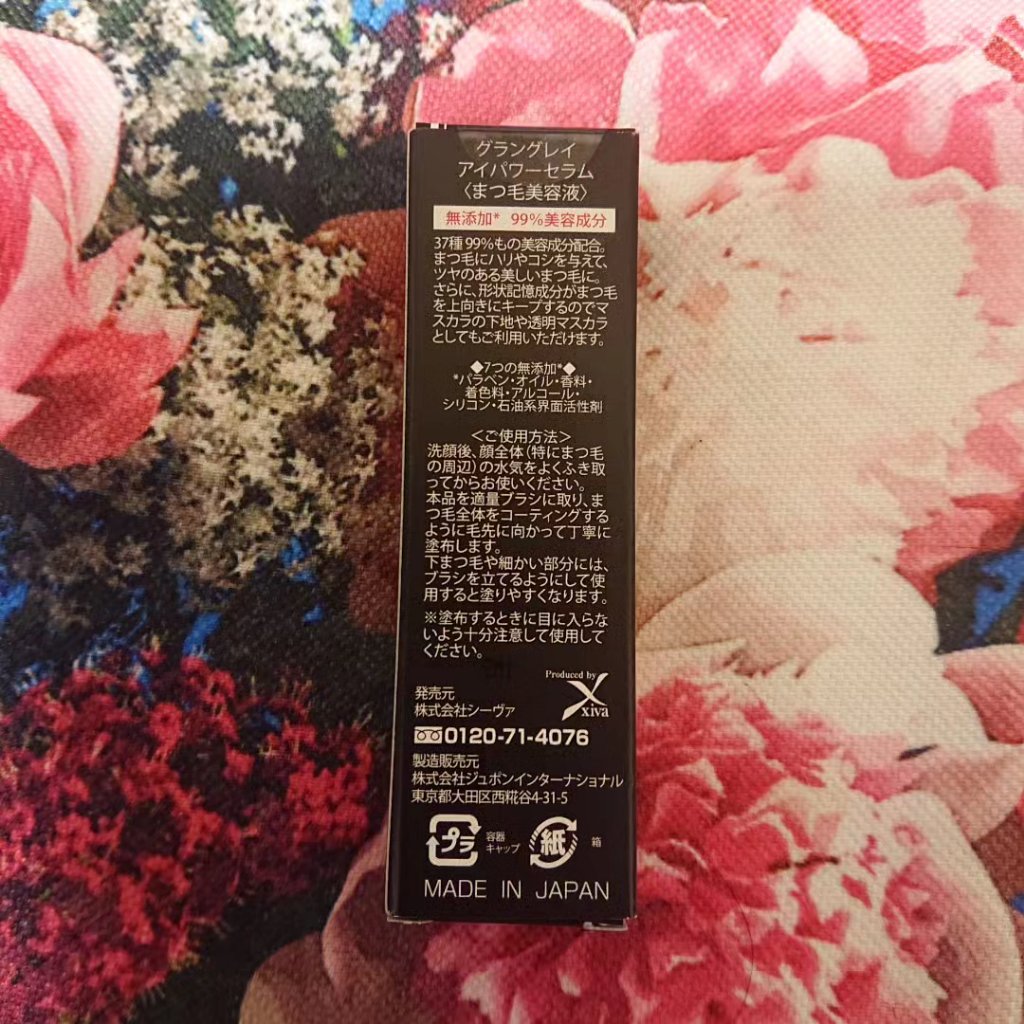 グラングレイ
アイパワーセラム
〈まつ毛美容液〉
無添加* 99%美容成分
37種 99%もの美容成分配合。
まつ毛にハリやコシを与えて、
ツヤのある美しいまつ毛に。
さらに、形状記憶成分がまつ毛
を上向きにキープするのでマ
スカラの下地や透明マスカラ
としてもご利用いただけます。
◆7つの無添加*◆
*パラベン・オイル・香料・
着色料・アルコール・
シリコン・石油系界面活性剤
＜ご使用方法＞
洗顔後、顔全体(特にまつ毛
の周辺)の水気をよくふき取
ってからお使いください。
本品を適量ブラシに取り、ま
つ毛全体をコーティングする
ように毛先に向かって丁寧に
塗布します。
下まつ毛や細かい部分には、
ブラシを立てるようにして使
用すると塗りやすくなります。
※塗布するときに目に入らな
いよう十分注意して使用して
ください。
Produced by
xiva
発売元
株式会社シーヴァ
0120-71-4076
製造販売元
株式会社ジュポンインターナショナル
東京都大田区西糀谷4-31-5
プラ 容器 キャップ 紙 箱
MADE IN JAPAN